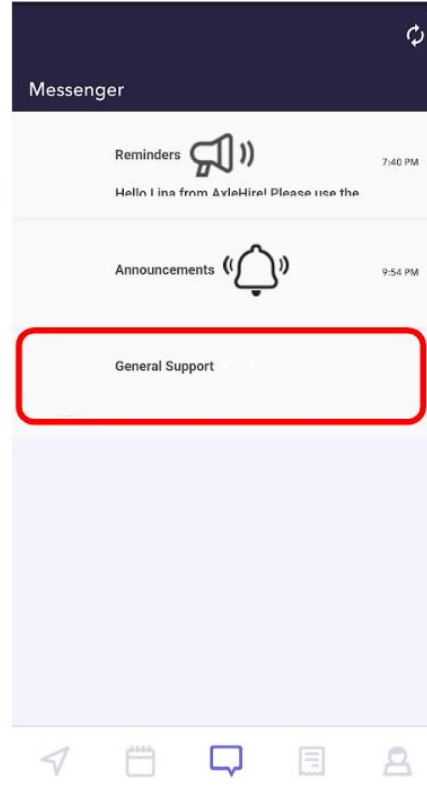 Messenger
Reminders
7:40 PM
Hello Lina from AxleHire! Please use the
Announcements
9:54 PM
General Support